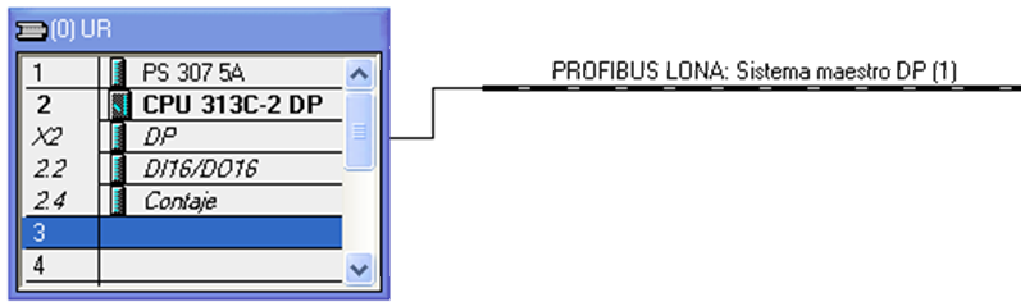 (0) UR
1 PS 307 5A
2 CPU 313C-2 DP
X2 DP
2.2 DI16/DO16
2.4 Contaje
3
4
PROFIBUS LONA: Sistema maestro DP (1)